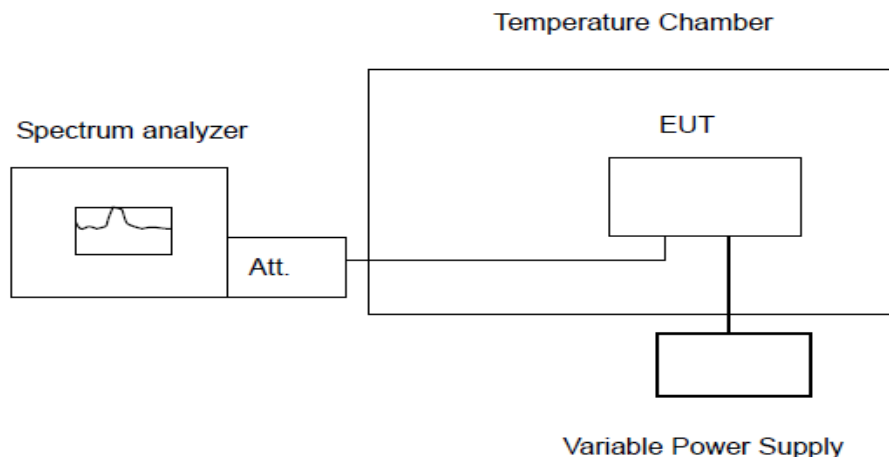 Temperature Chamber
Spectrum analyzer
EUT
Att.
Variable Power Supply